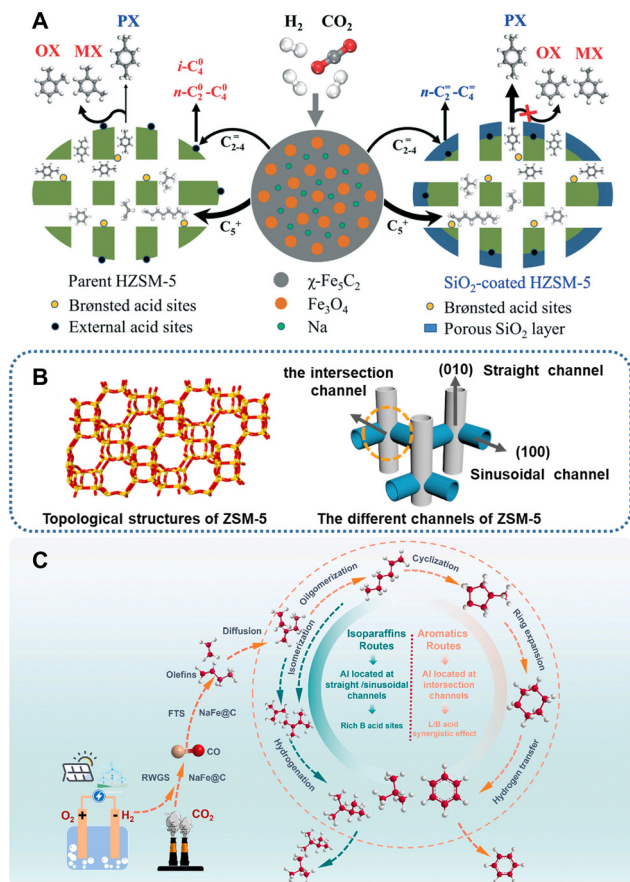 A
H₂ CO₂
PX
OX MX
i-C₄⁰
n-C₂⁰-C₄⁰
C₂₋₄⁼
C₅⁺
PX
OX MX
n-C₂⁼-C₄⁼
C₂₋₄⁼
C₅⁺
Parent HZSM-5
Brønsted acid sites
External acid sites
χ-Fe₅C₂
Fe₃O₄
Na
SiO₂-coated HZSM-5
Brønsted acid sites
Porous SiO₂ layer
B
the intersection
channel
(010) Straight channel
(100)
Sinusoidal channel
Topological structures of ZSM-5
The different channels of ZSM-5
C
Oligomerization
Cyclization
Diffusion
Isomerization
Ring expansion
Olefins
Isoparaffins
Routes
Al located at
straight /sinusoidal
channels
Rich B acid sites
Aromatics
Routes
Al located at
intersection
channels
L/B acid
synergistic effect
FTS NaFe@C
CO
Hydrogenation
Hydrogen transfer
RWGS NaFe@C
O₂ + - H₂
CO₂